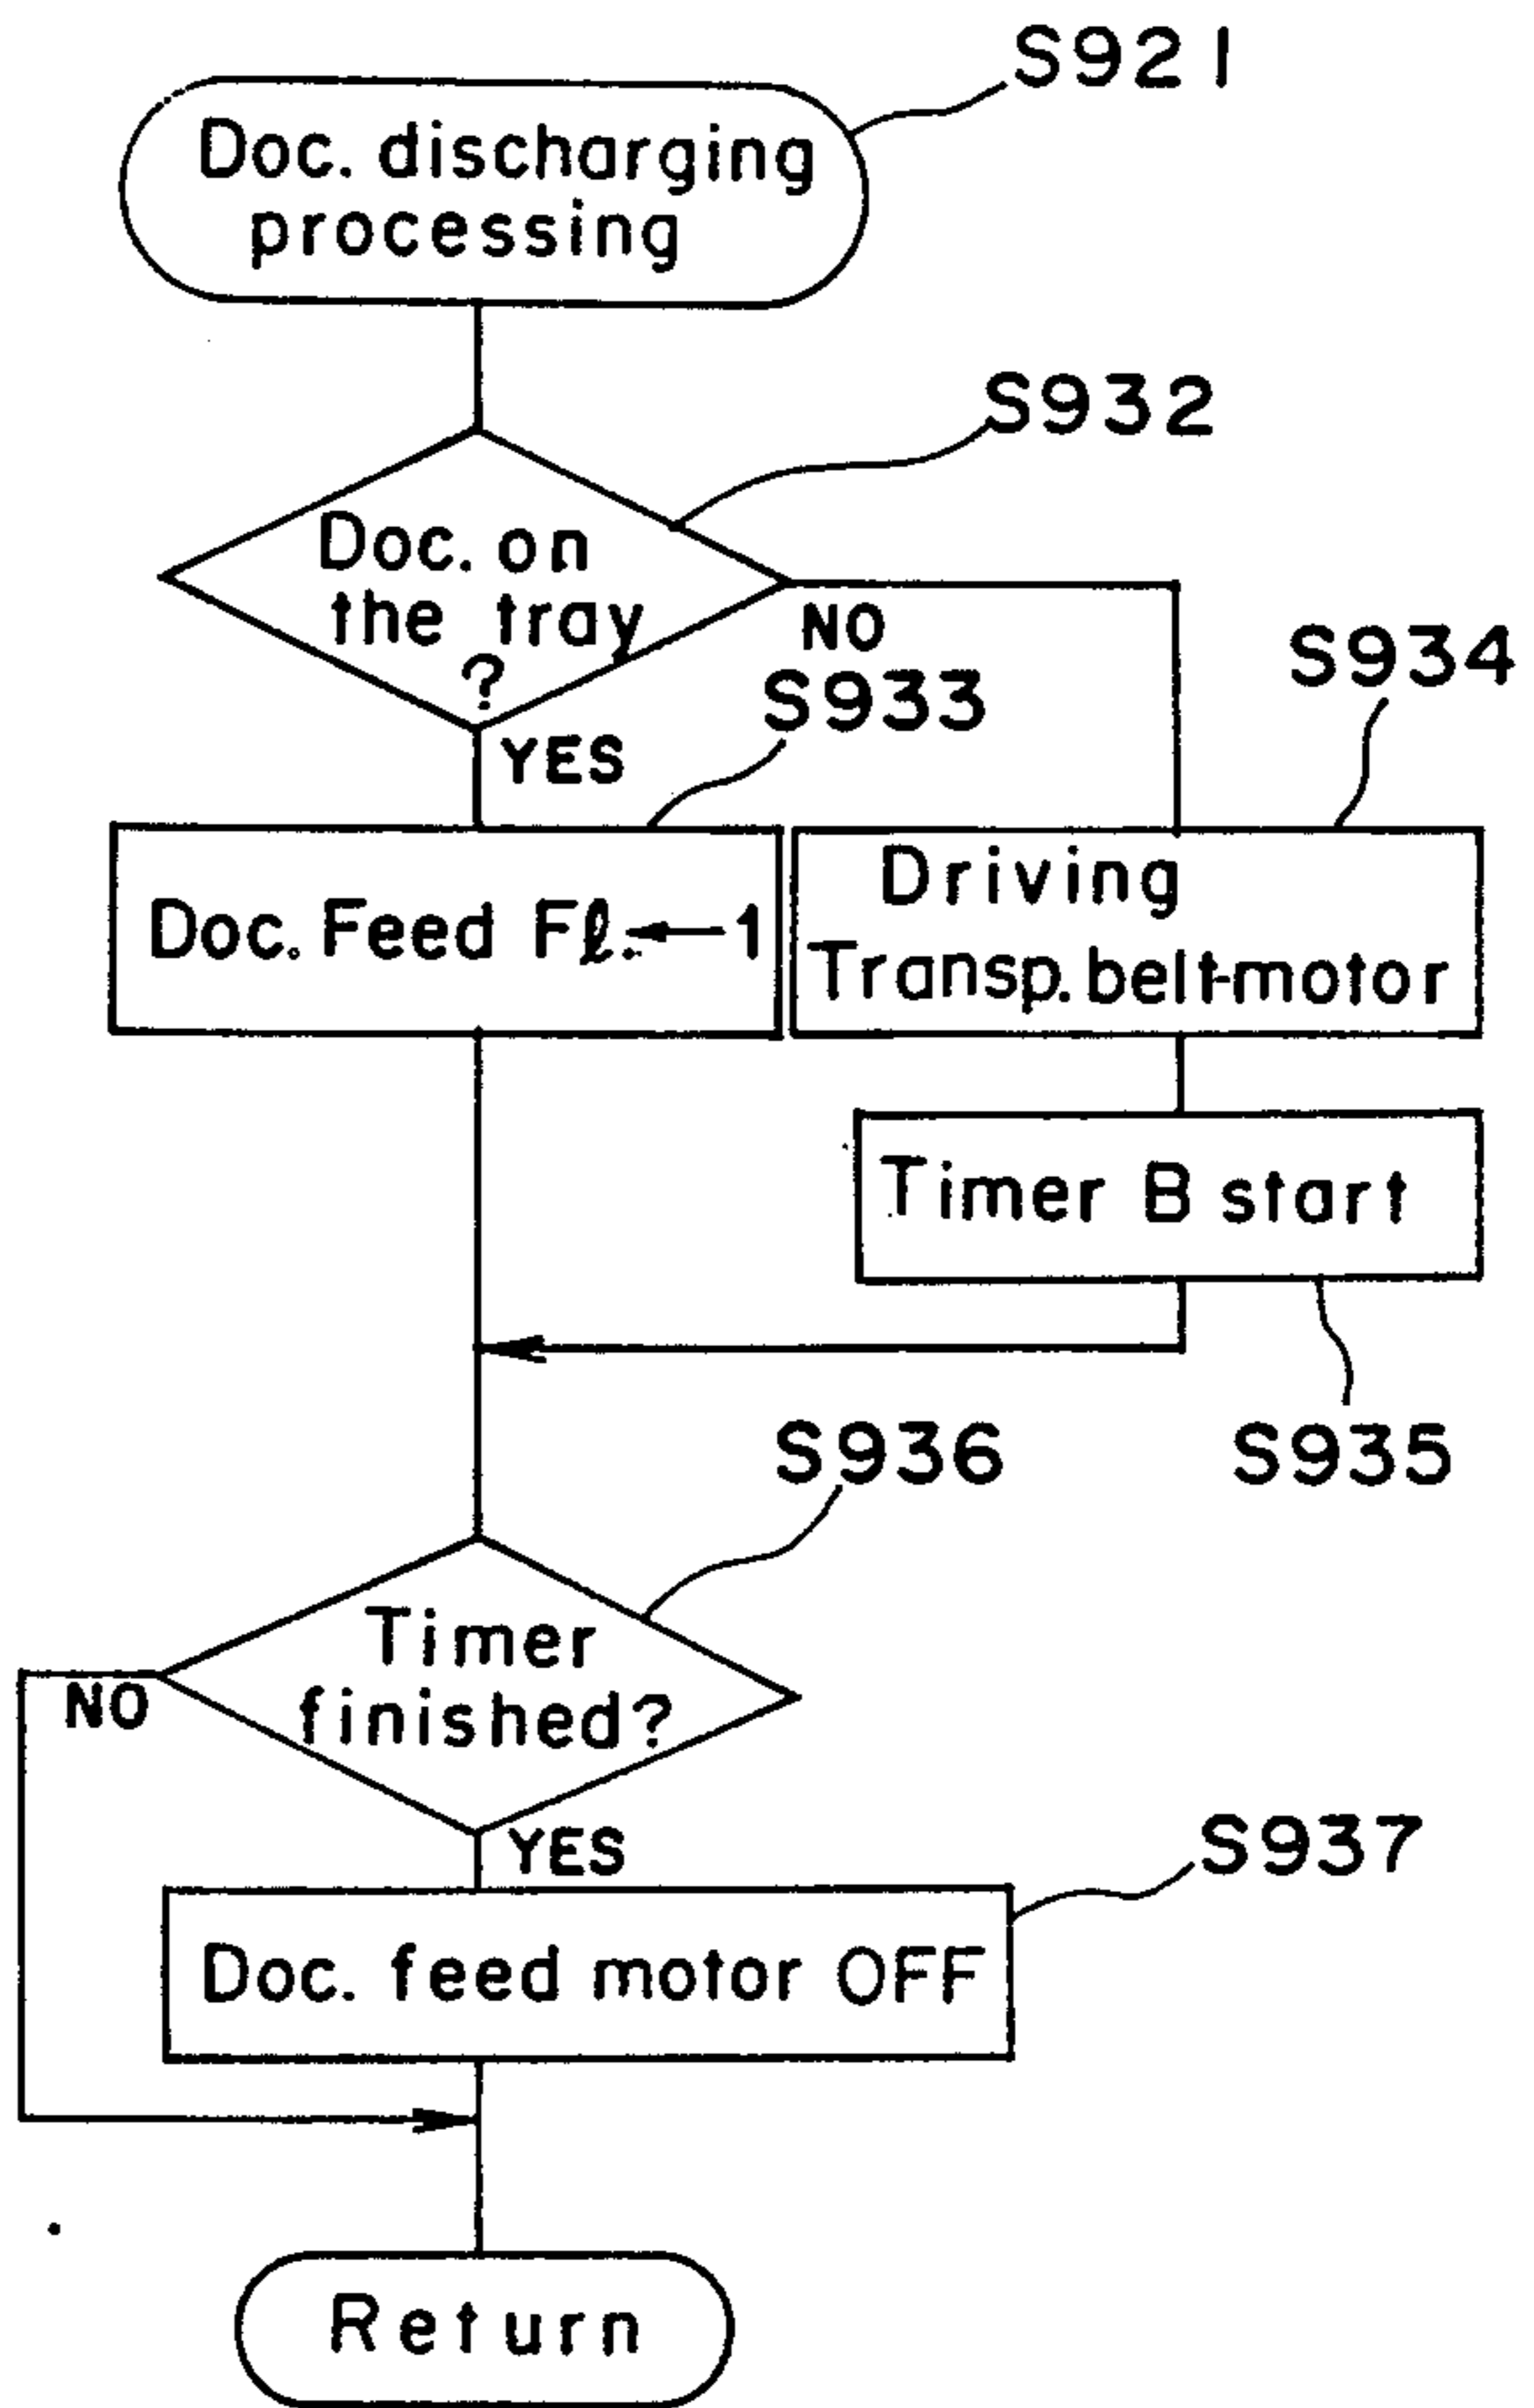 S921
Doc. discharging
processing
S932
Doc. on
the tray
?
NO
S933
S934
YES
Doc. Feed Fℓ. ← 1
Driving
Transp. belt-motor
Timer B start
S935
S936
Timer
finished?
NO
YES
S937
Doc. feed motor OFF
Return